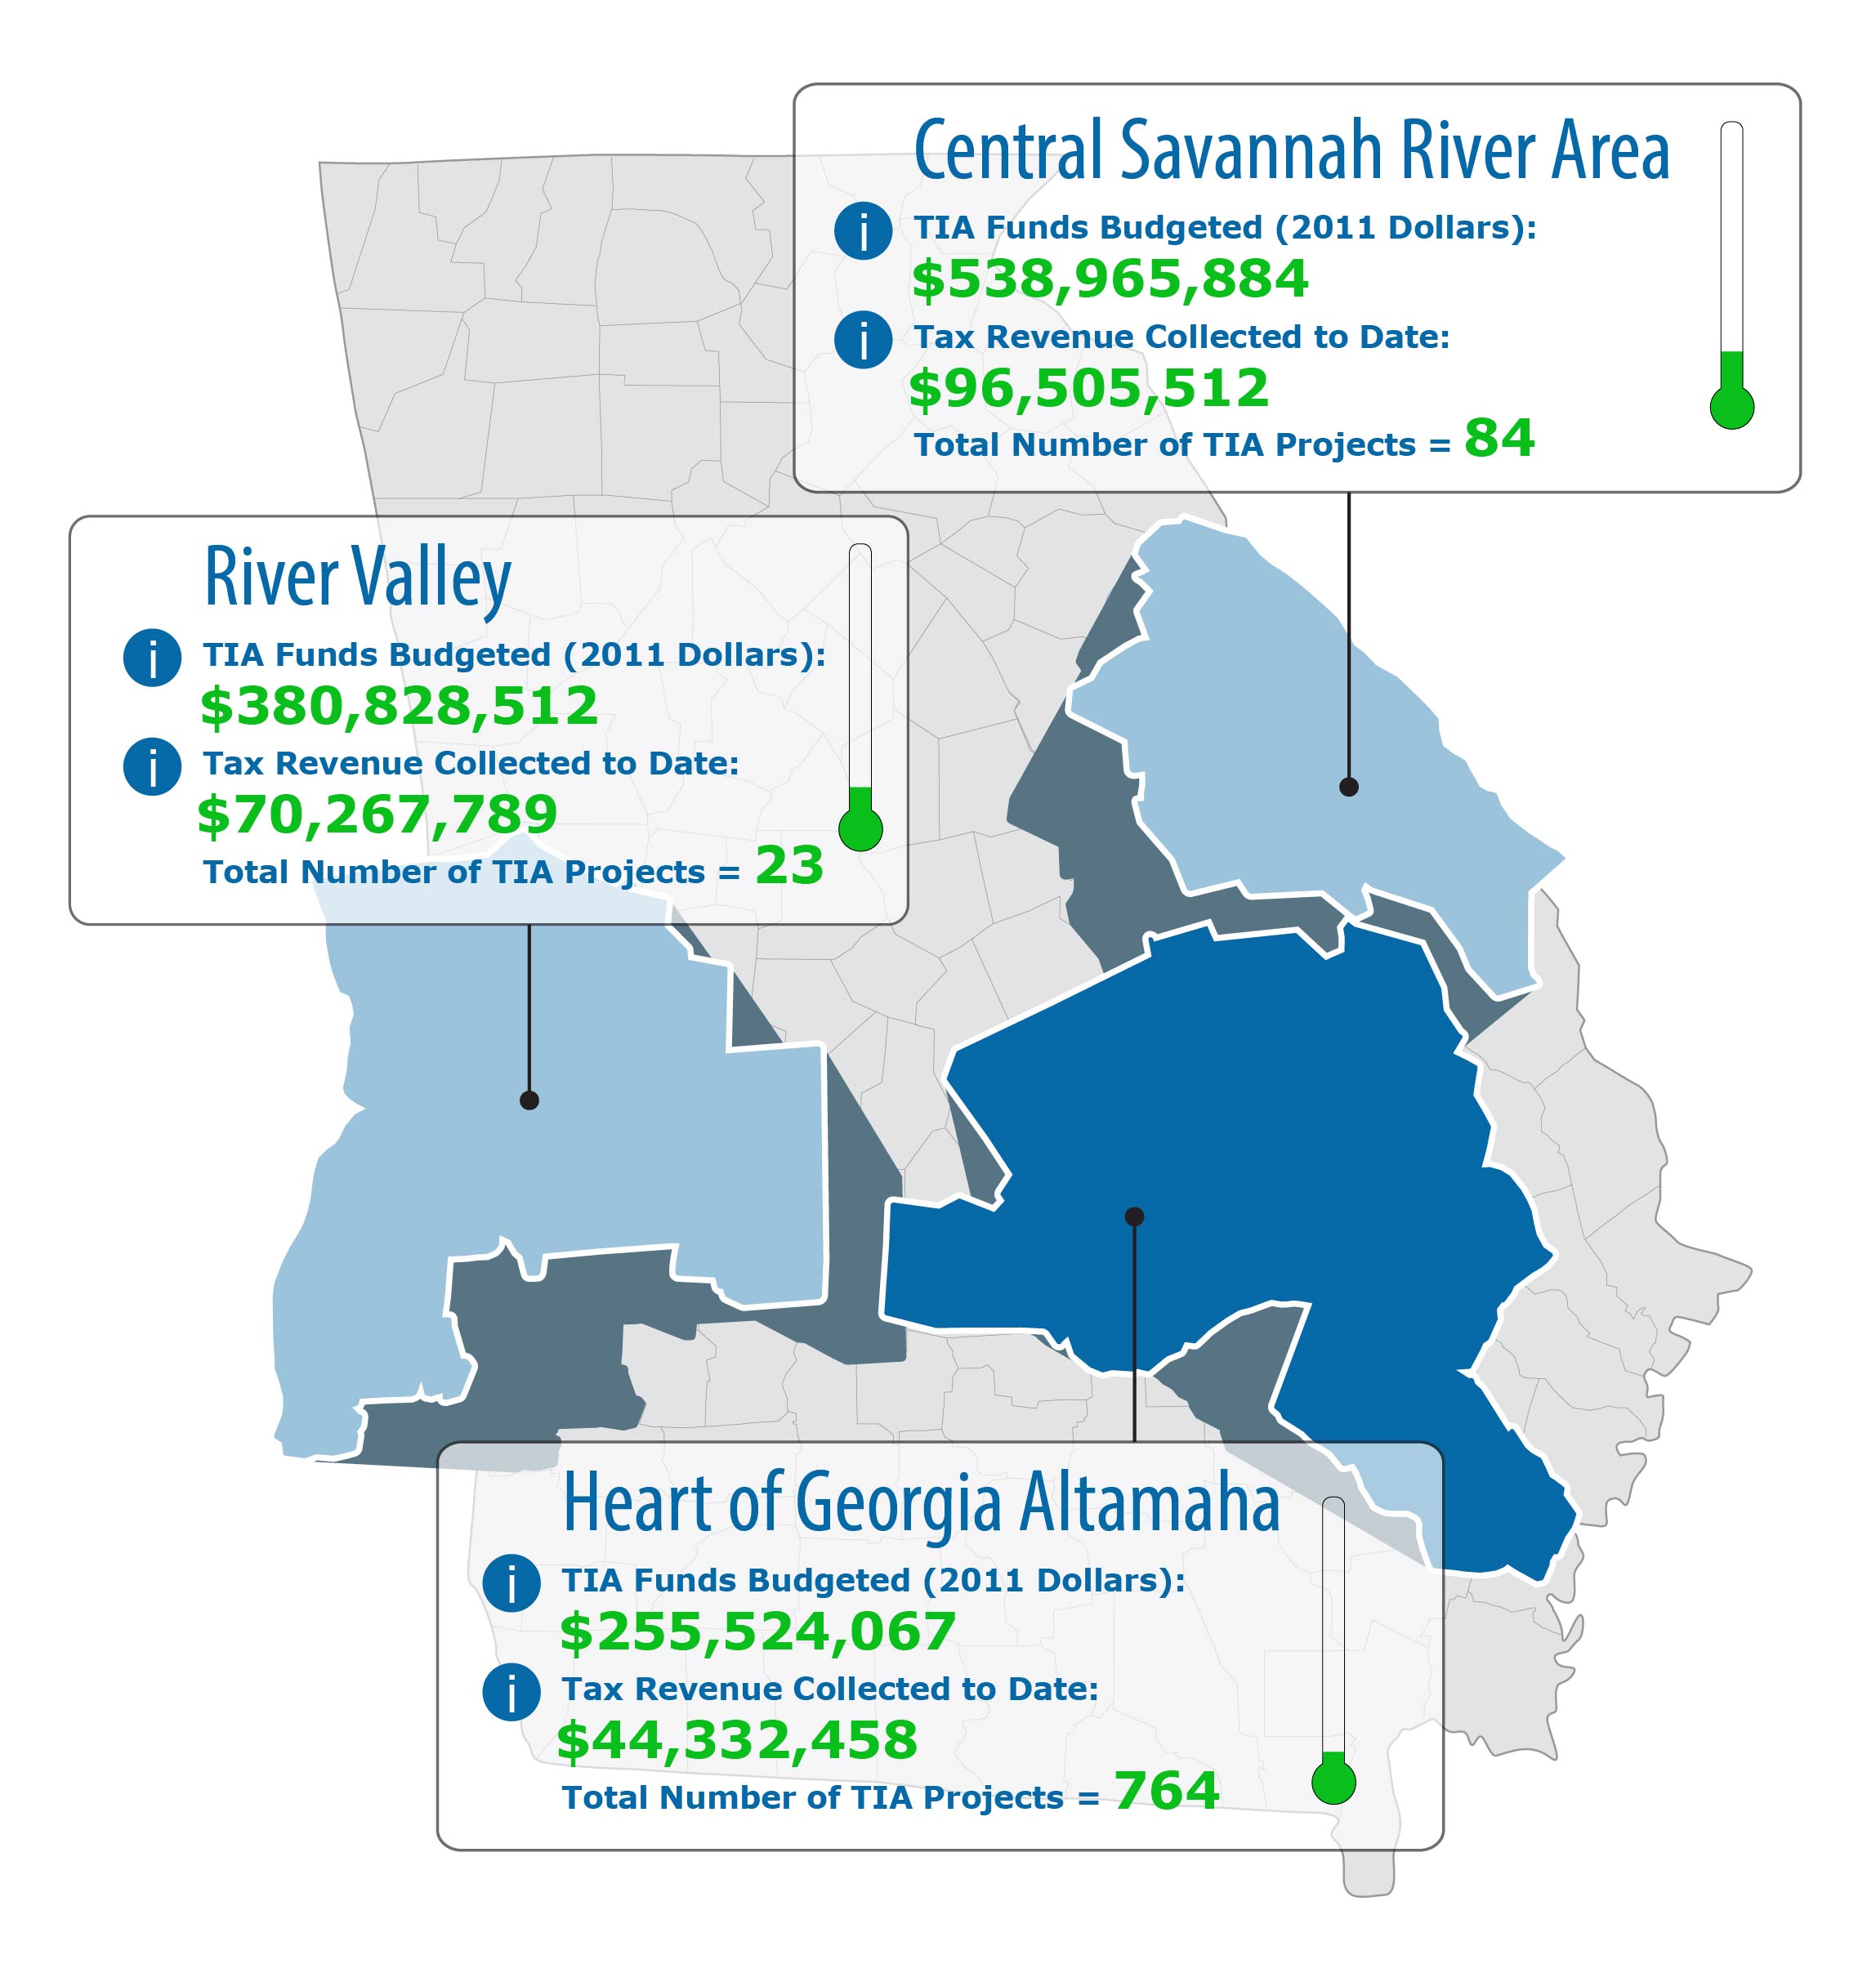 Central Savannah River Area
i TIA Funds Budgeted (2011 Dollars):
$538,965,884
i Tax Revenue Collected to Date:
$96,505,512
Total Number of TIA Projects = 84
River Valley
i TIA Funds Budgeted (2011 Dollars):
$380,828,512
i Tax Revenue Collected to Date:
$70,267,789
Total Number of TIA Projects = 23
Heart of Georgia Altamaha
i TIA Funds Budgeted (2011 Dollars):
$255,524,067
i Tax Revenue Collected to Date:
$44,332,458
Total Number of TIA Projects = 764